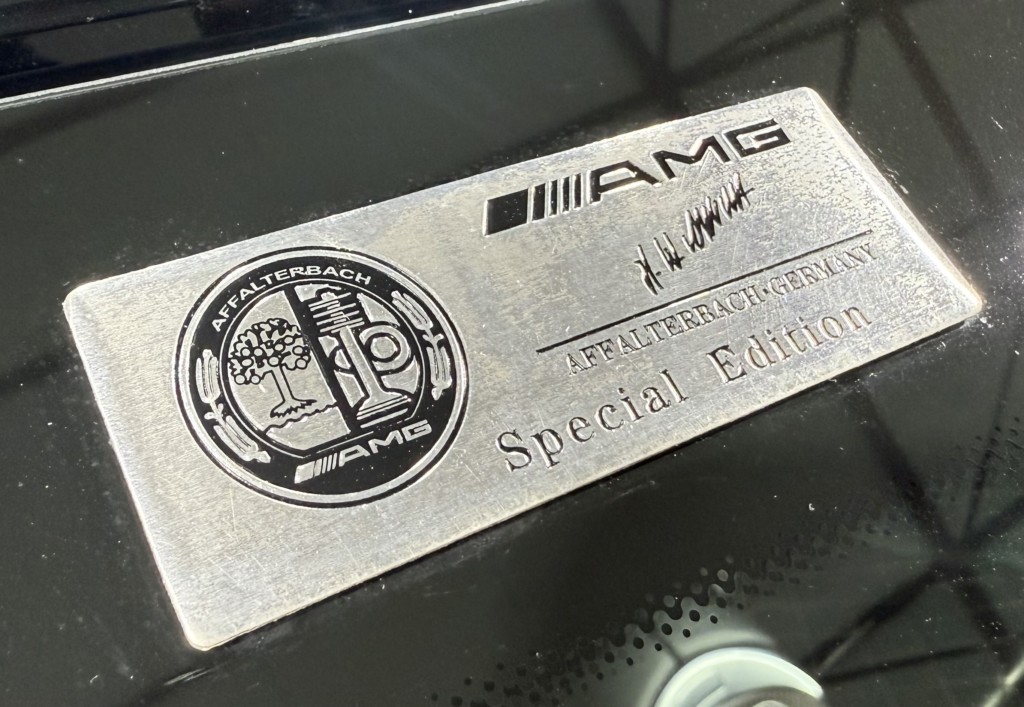 AMG
AFFALTERBACH·GERMANY
Special Edition
AFFALTERBACH
AMG